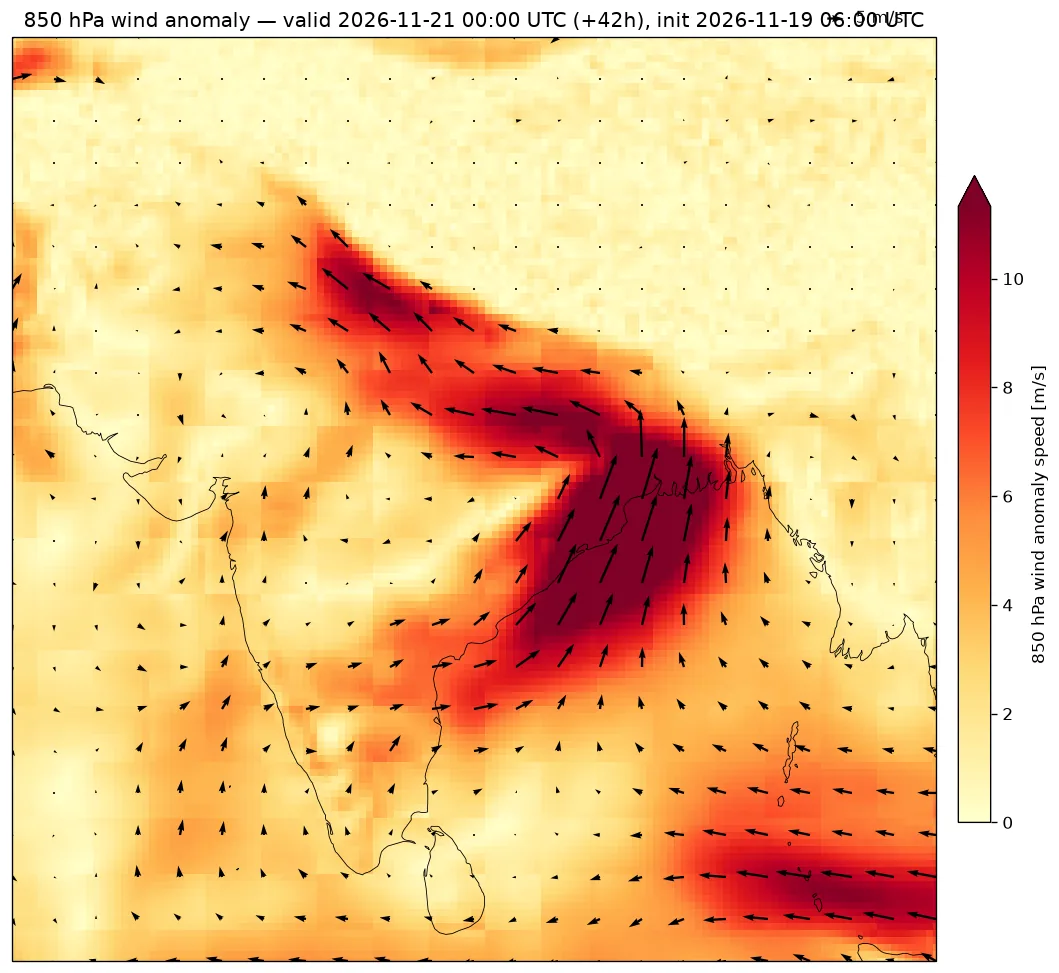 850 hPa wind anomaly — valid 2026-11-21 00:00 UTC (+42h), init 2026-11-19 06:00 UTC
5 m/s
10
8
6
4
2
0
850 hPa wind anomaly speed [m/s]